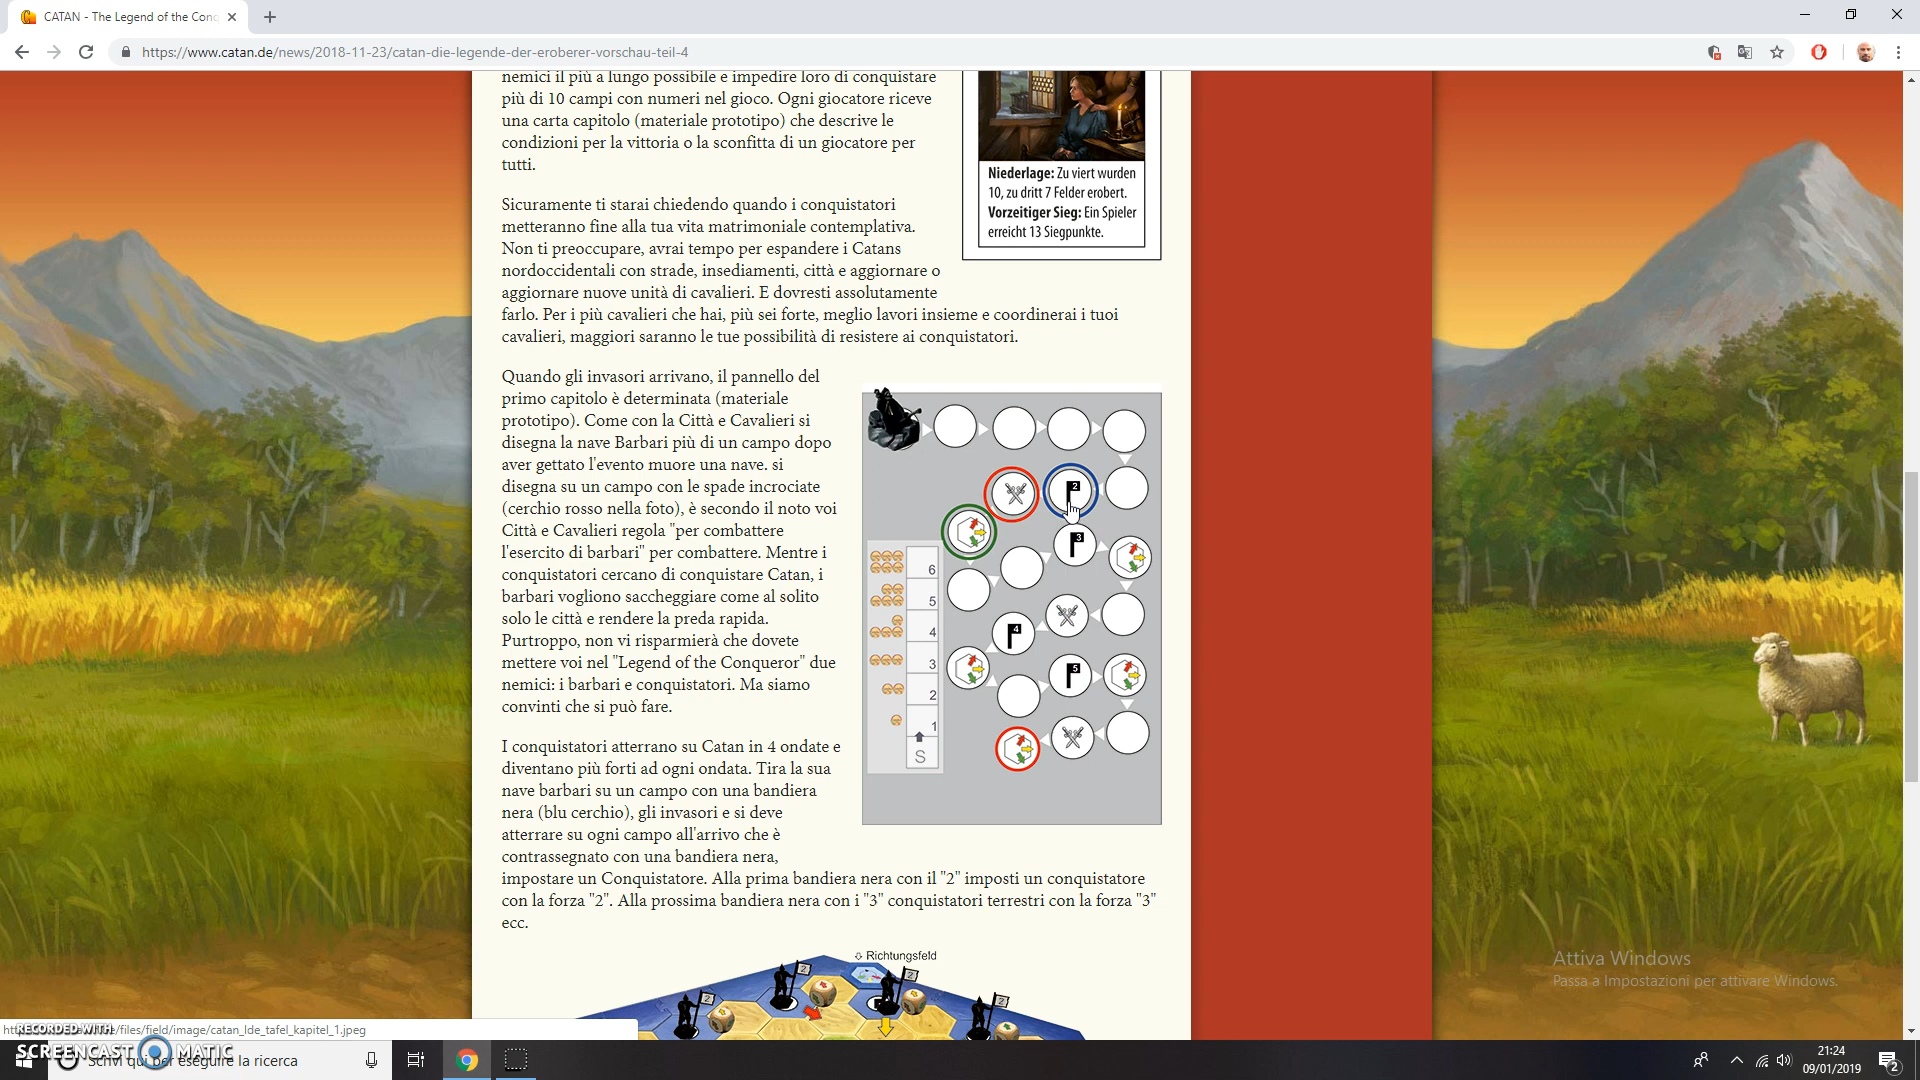 CATAN - The Legend of the Conq
https://www.catan.de/news/2018-11-23/catan-die-legende-der-eroberer-vorschau-teil-4
nemici il più a lungo possibile e impedire loro di conquistare
più di 10 campi con numeri nel gioco. Ogni giocatore riceve
una carta capitolo (materiale prototipo) che descrive le
condizioni per la vittoria o la sconfitta di un giocatore per
tutti.
Niederlage: Zu viert wurden
10, zu dritt 7 Felder erobert.
Vorzeitiger Sieg: Ein Spieler
erreicht 13 Siegpunkte.
Sicuramente ti starai chiedendo quando i conquistatori
metteranno fine alla tua vita matrimoniale contemplativa.
Non ti preoccupare, avrai tempo per espandere i Catans
nordoccidentali con strade, insediamenti, città e aggiornare o
aggiornare nuove unità di cavalieri. E dovresti assolutamente
farlo. Per i più cavalieri che hai, più sei forte, meglio lavori insieme e coordinerai i tuoi
cavalieri, maggiori saranno le tue possibilità di resistere ai conquistatori.
Quando gli invasori arrivano, il pannello del
primo capitolo è determinata (materiale
prototipo). Come con la Città e Cavalieri si
disegna la nave Barbari più di un campo dopo
aver gettato l'evento muore una nave. si
disegna su un campo con le spade incrociate
(cerchio rosso nella foto), è secondo il noto voi
Città e Cavalieri regola "per combattere
l'esercito di barbari" per combattere. Mentre i
conquistatori cercano di conquistare Catan, i
barbari vogliono saccheggiare come al solito
solo le città e rendere la preda rapida.
Purtroppo, non vi risparmierà che dovete
mettere voi nel "Legend of the Conqueror" due
nemici: i barbari e conquistatori. Ma siamo
convinti che si può fare.
2
3
4
5
6
5
4
3
2
1
S
I conquistatori atterrano su Catan in 4 ondate e
diventano più forti ad ogni ondata. Tira la sua
nave barbari su un campo con una bandiera
nera (blu cerchio), gli invasori e si deve
atterrare su ogni campo all'arrivo che è
contrassegnato con una bandiera nera,
impostare un Conquistatore. Alla prima bandiera nera con il "2" imposti un conquistatore
con la forza "2". Alla prossima bandiera nera con i "3" conquistatori terrestri con la forza "3"
ecc.
Richtungsfeld
2
2
2
2
Attiva Windows
Passa a Impostazioni per attivare Windows.
e/files/field/image/catan_lde_tafel_kapitel_1.jpeg
RECORDED WITH
SCREENCAST MATIC
Scrivi qui per eseguire la ricerca
21:24
09/01/2019
2